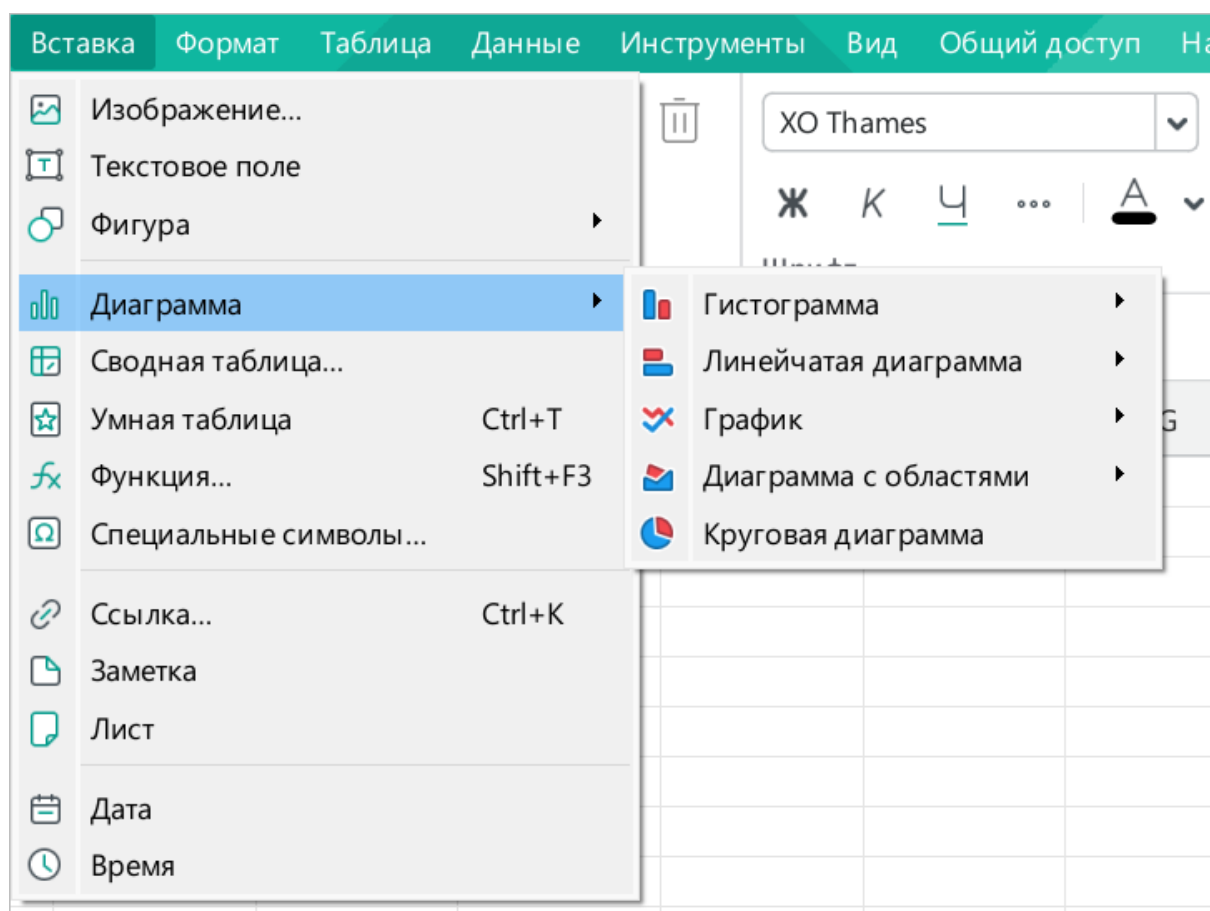 Вставка Формат Таблица Данные Инструменты Вид Общий доступ
Изображение...
Текстовое поле
Фигура
Диаграмма
Сводная таблица...
Умная таблица Ctrl+T
Функция... Shift+F3
Специальные символы...
Ссылка... Ctrl+K
Заметка
Лист
Дата
Время
XO Thames
Ж К Ч A
Шрифт
Гистограмма
Линейчатая диаграмма
График
Диаграмма с областями
Круговая диаграмма
G